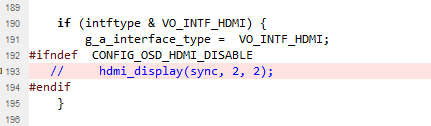 189
190 if (intftype & VO_INTF_HDMI) {
191 g_a_interface_type = VO_INTF_HDMI;
192 #ifndef CONFIG_OSD_HDMI_DISABLE
193 // hdmi_display(sync, 2, 2);
194 #endif
195 }
196